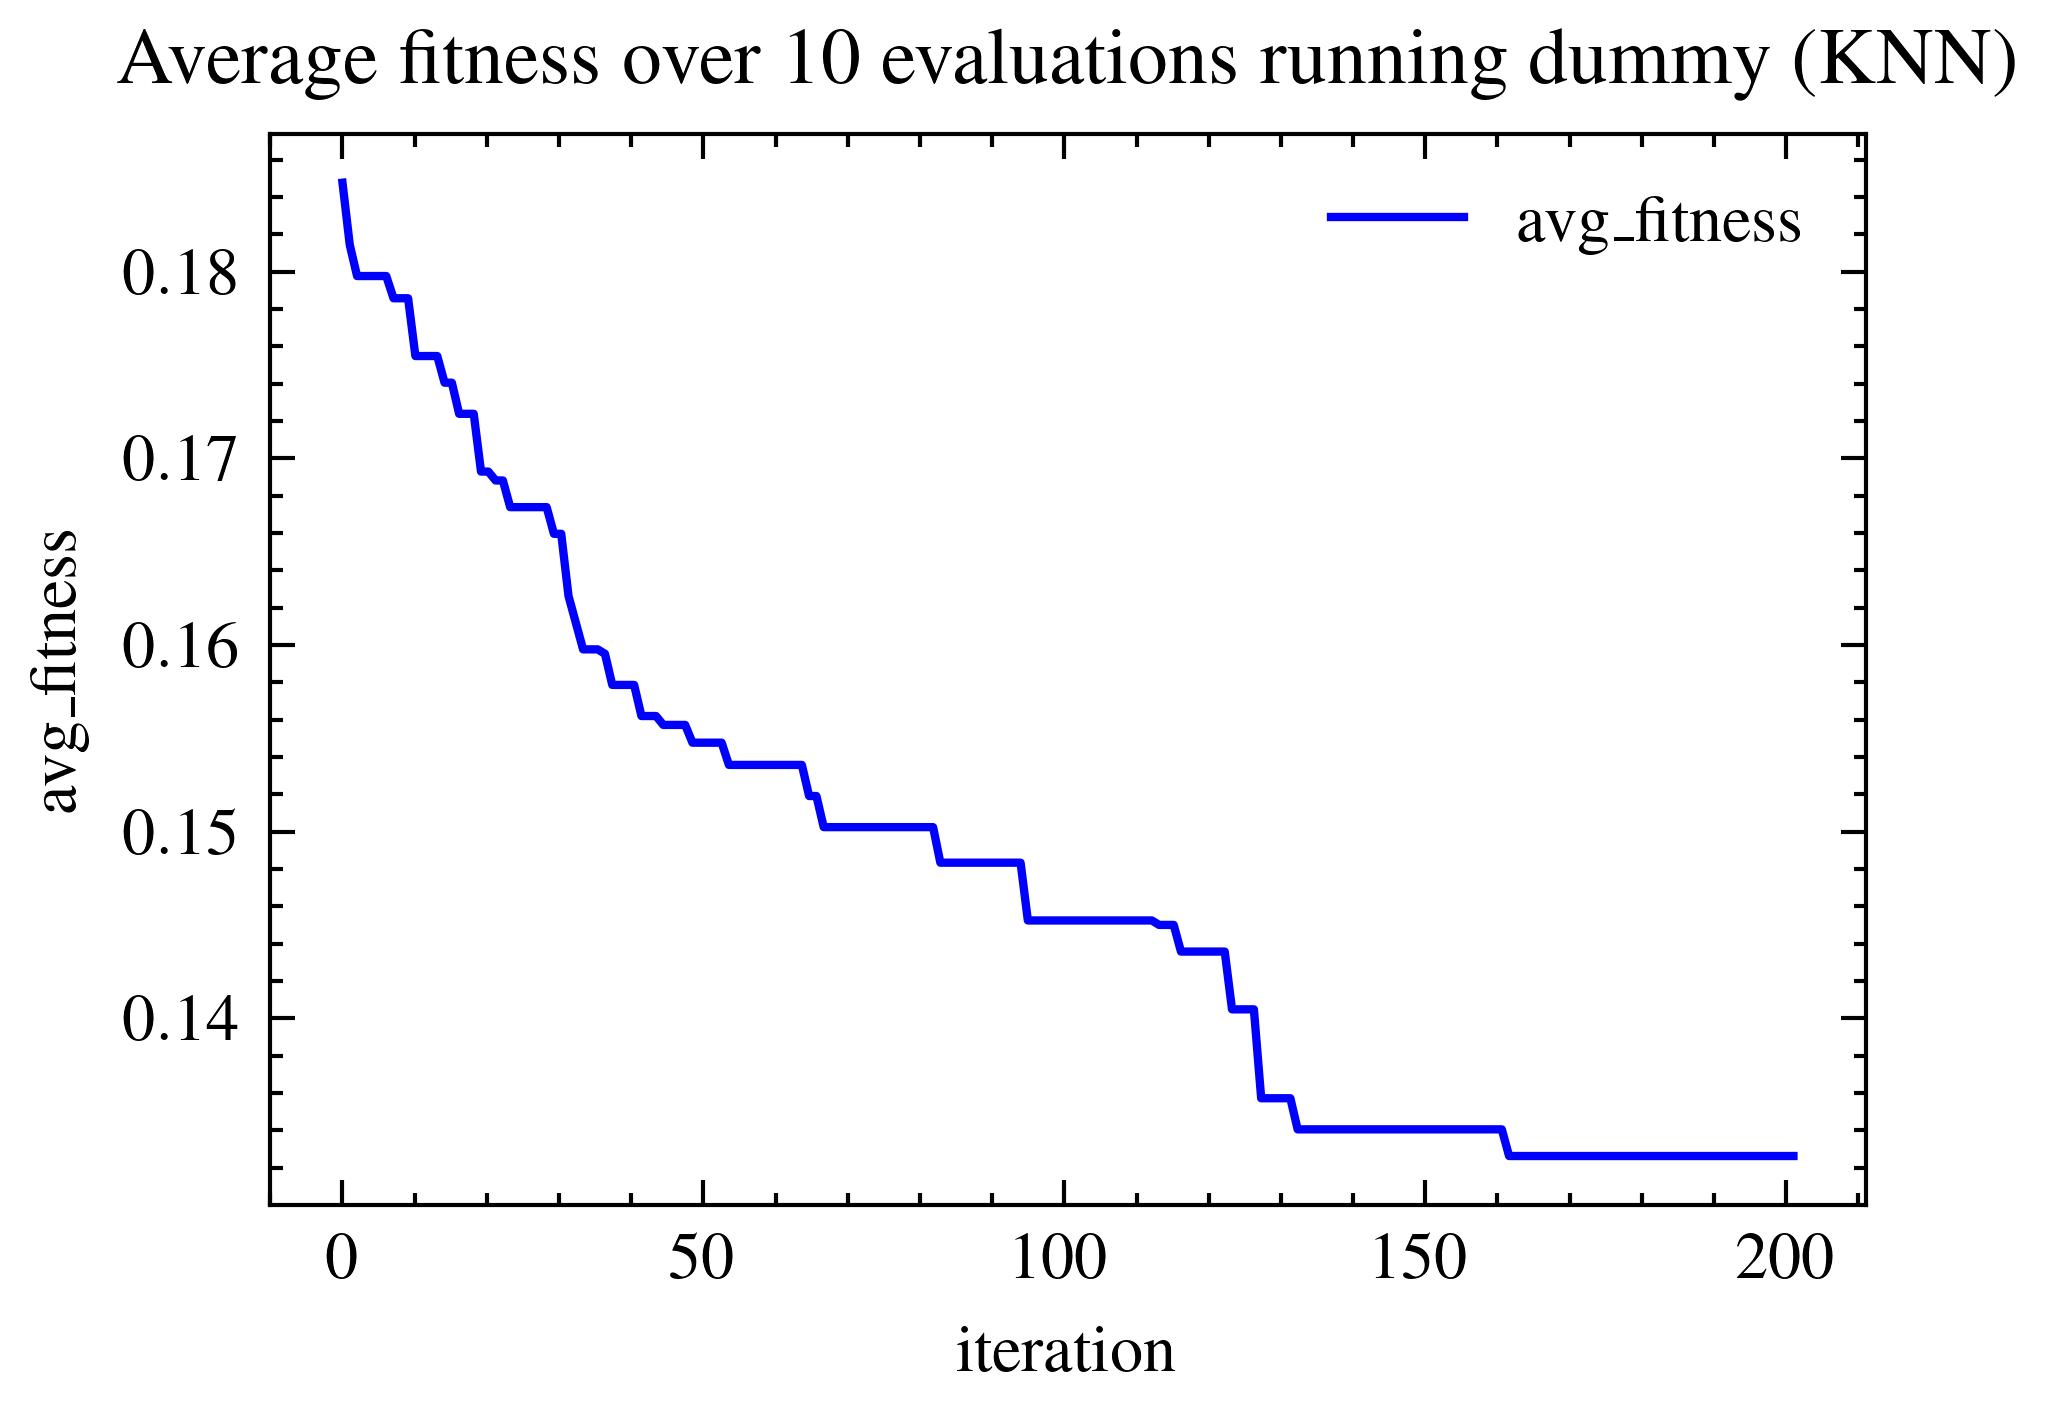 Average fitness over 10 evaluations running dummy (KNN)
avg_fitness
0.18
0.17
0.16
0.15
0.14
avg_fitness
0 50 100 150 200
iteration